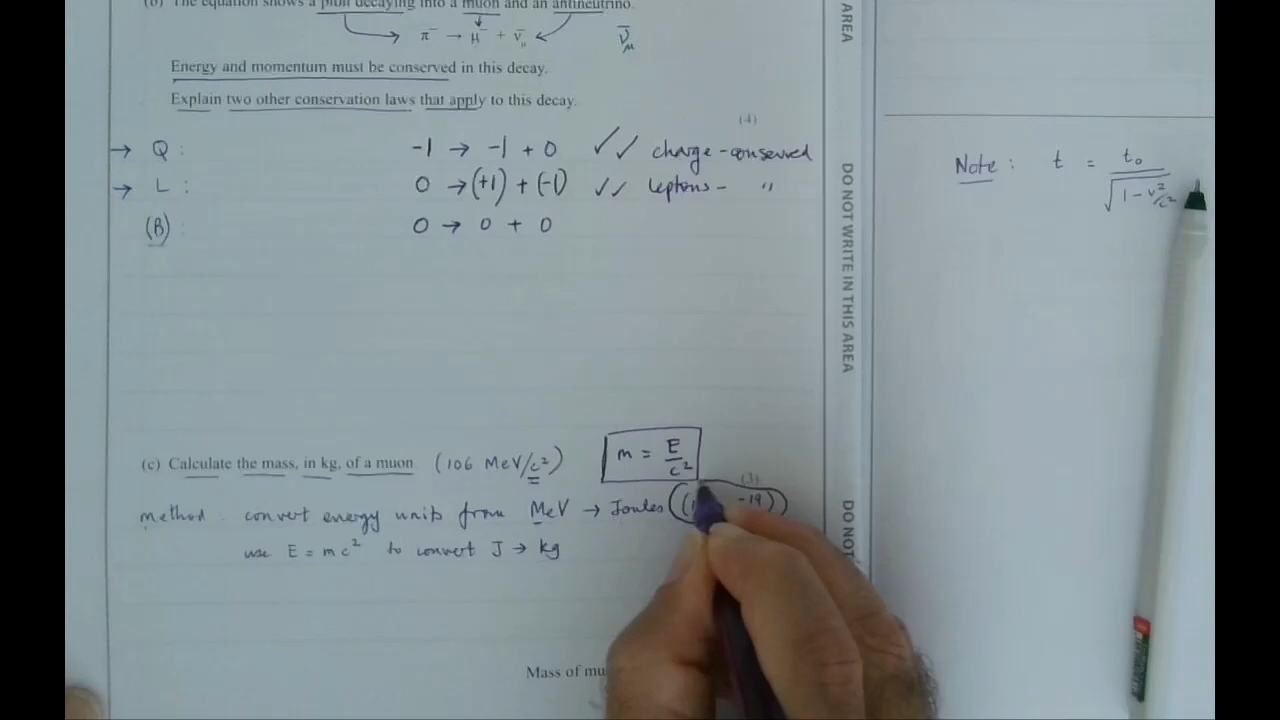 (b) The equation shows a pion decaying into a muon and an antineutrino.
π⁻ → μ⁻ + ν̄μ
ν̄μ
Energy and momentum must be conserved in this decay.
Explain two other conservation laws that apply to this decay.
(4)
→ Q : -1 → -1 + 0 ✓✓ charge - conserved
→ L : 0 → (+1) + (-1) ✓✓ leptons - "
(B) : 0 → 0 + 0
(c) Calculate the mass, in kg, of a muon (106 MeV/c²)
m = E/c²
(3)
method : convert energy units from MeV → Joules -19
use E = mc² to convert J → kg
Mass of
AREA
DO NOT WRITE IN THIS AREA
DO NOT
Note : t = t₀/√(1 - v²/c²)